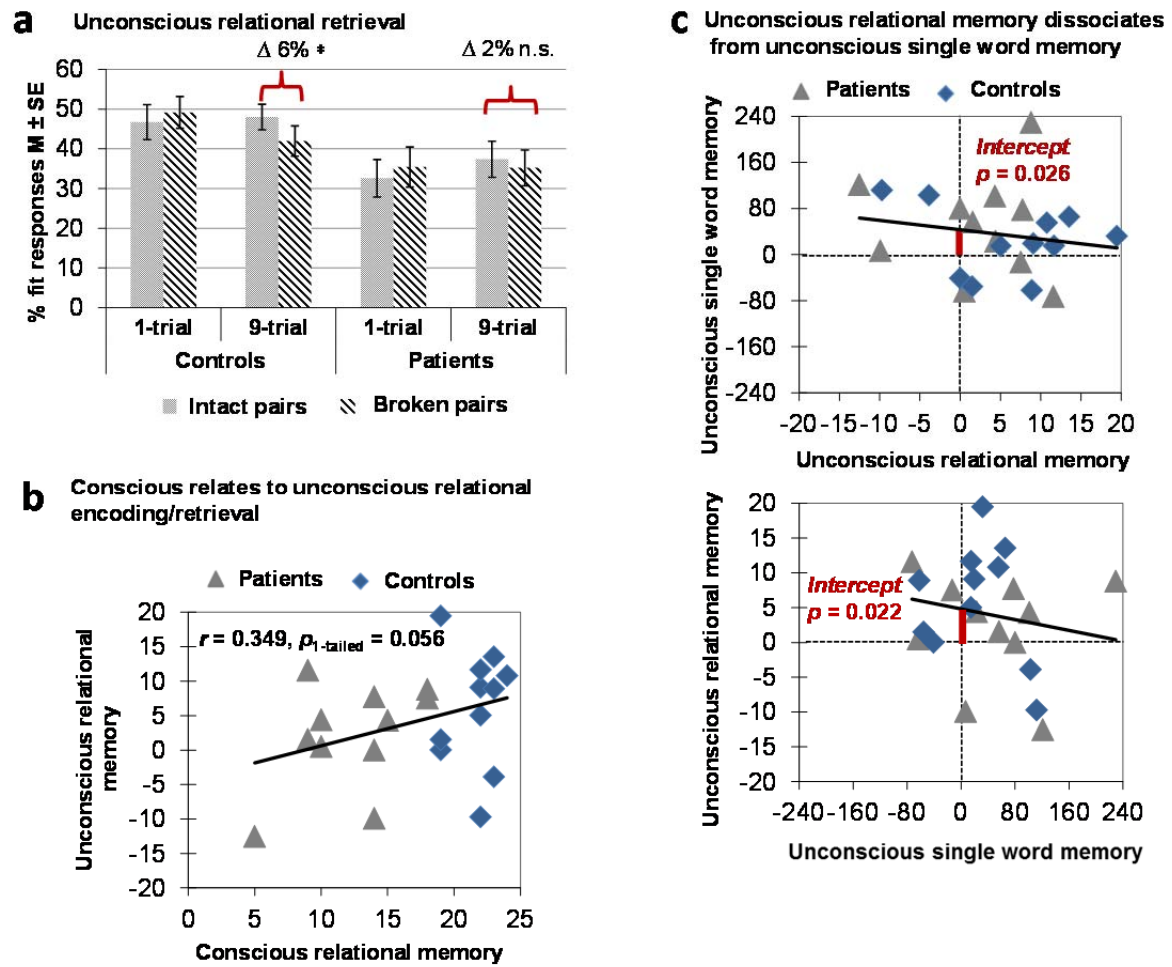 a Unconscious relational retrieval
Δ 6% * Δ 2% n.s.
% fit responses M ± SE
60
50
40
30
20
10
0
1-trial 9-trial 1-trial 9-trial
Controls Patients
Intact pairs Broken pairs
b Conscious relates to unconscious relational
encoding/retrieval
Patients Controls
r = 0.349, p1-tailed = 0.056
Unconscious relational
memory
20
15
10
5
0
-5
-10
-15
-20
0 5 10 15 20 25
Conscious relational memory
c Unconscious relational memory dissociates
from unconscious single word memory
Patients Controls
Intercept
p = 0.026
Unconscious single word memory
240
160
80
0
-80
-160
-240
-20 -15 -10 -5 0 5 10 15 20
Unconscious relational memory
Intercept
p = 0.022
Unconscious relational memory
20
15
10
5
0
-5
-10
-15
-20
-240 -160 -80 0 80 160 240
Unconscious single word memory